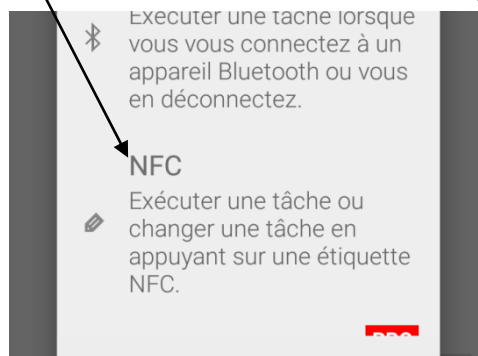 Exécuter une tâche lorsque
vous vous connectez à un
appareil Bluetooth ou vous
en déconnectez.
NFC
Exécuter une tâche ou
changer une tâche en
appuyant sur une étiquette
NFC.